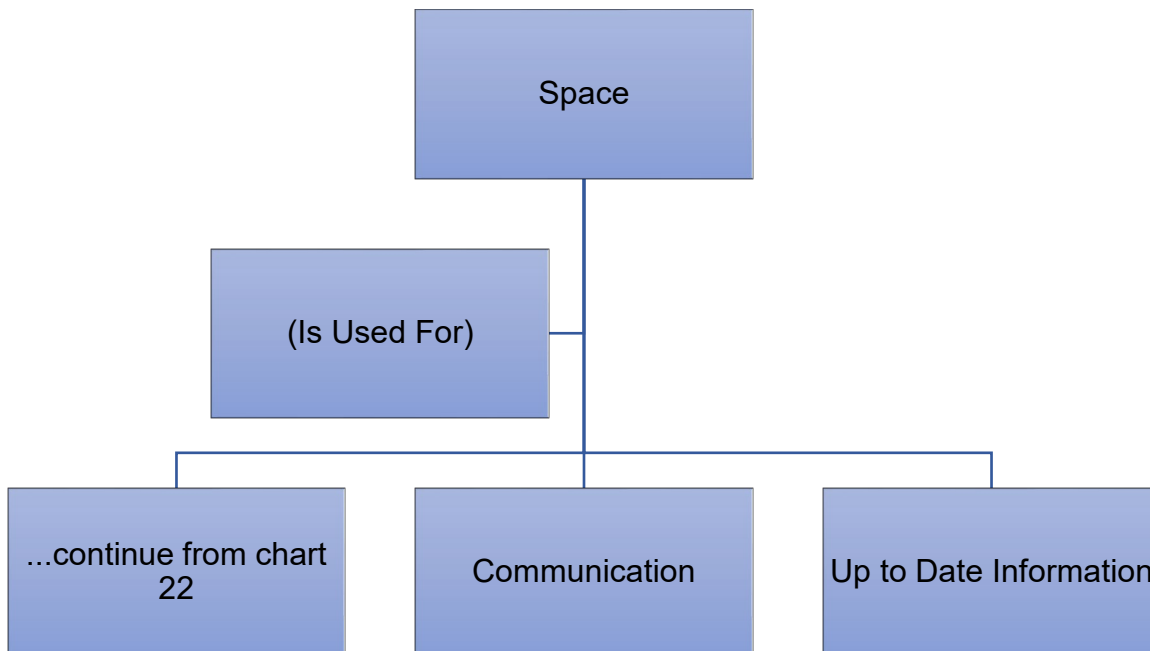 Space
(Is Used For)
...continue from chart
22
Communication
Up to Date Information